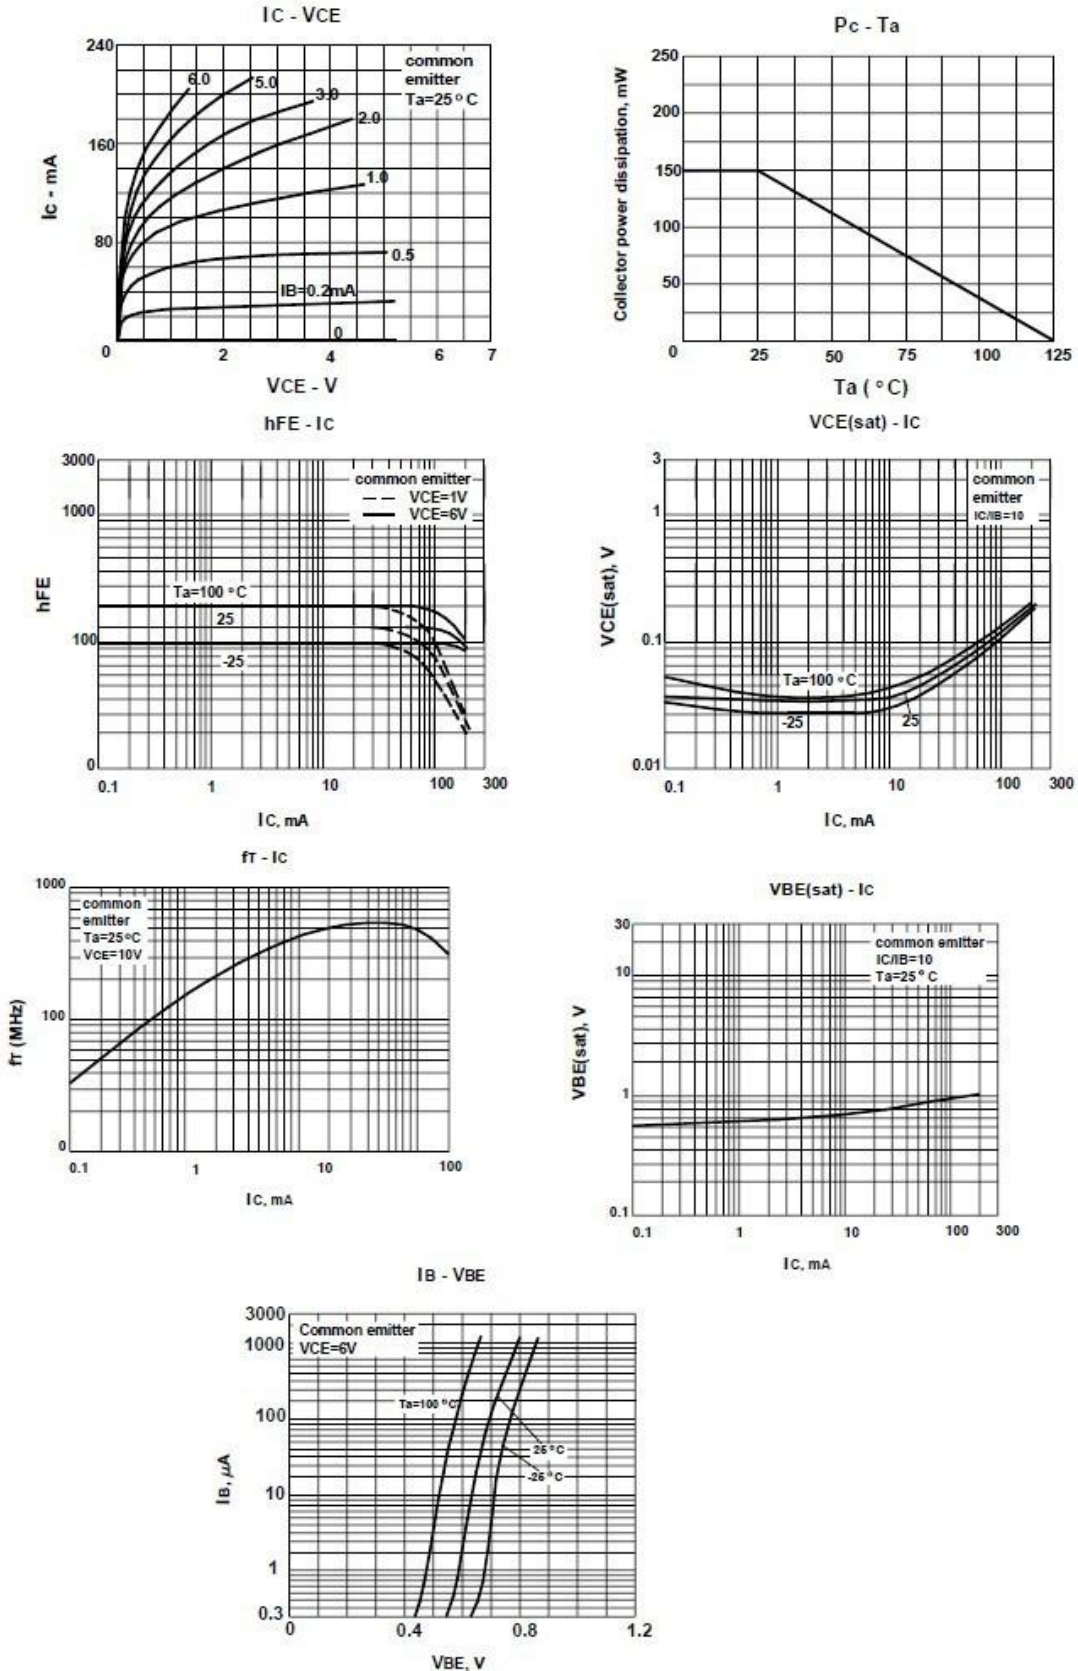 IC - VCE
240
160
80
0
2
4
6
7
6.0
5.0
3.0
2.0
1.0
0.5
IB=0.2mA
0
common
emitter
Ta=25°C
IC - mA
VCE - V
PC - Ta
250
200
150
100
50
0
25
50
75
100
125
Collector power dissipation, mW
Ta ( °C)
hFE - IC
3000
1000
100
0
0.1
1
10
100
300
common emitter
VCE=1V
VCE=6V
Ta=100 °C
25
-25
hFE
IC, mA
VCE(sat) - IC
3
1
0.1
0.01
0.1
1
10
100
300
common
emitter
IC/IB=10
Ta=100 °C
-25
25
VCE(sat), V
IC, mA
fT - IC
1000
100
0
0.1
1
10
100
common
emitter
Ta=25°C
VCE=10V
fT (MHz)
IC, mA
VBE(sat) - IC
30
10
1
0.1
0.1
1
10
100
300
common emitter
IC/IB=10
Ta=25°C
VBE(sat), V
IC, mA
IB - VBE
3000
1000
100
10
1
0.3
0
0.4
0.8
1.2
Common emitter
VCE=6V
Ta=100 °C
25 °C
-25 °C
IB, μA
VBE, V